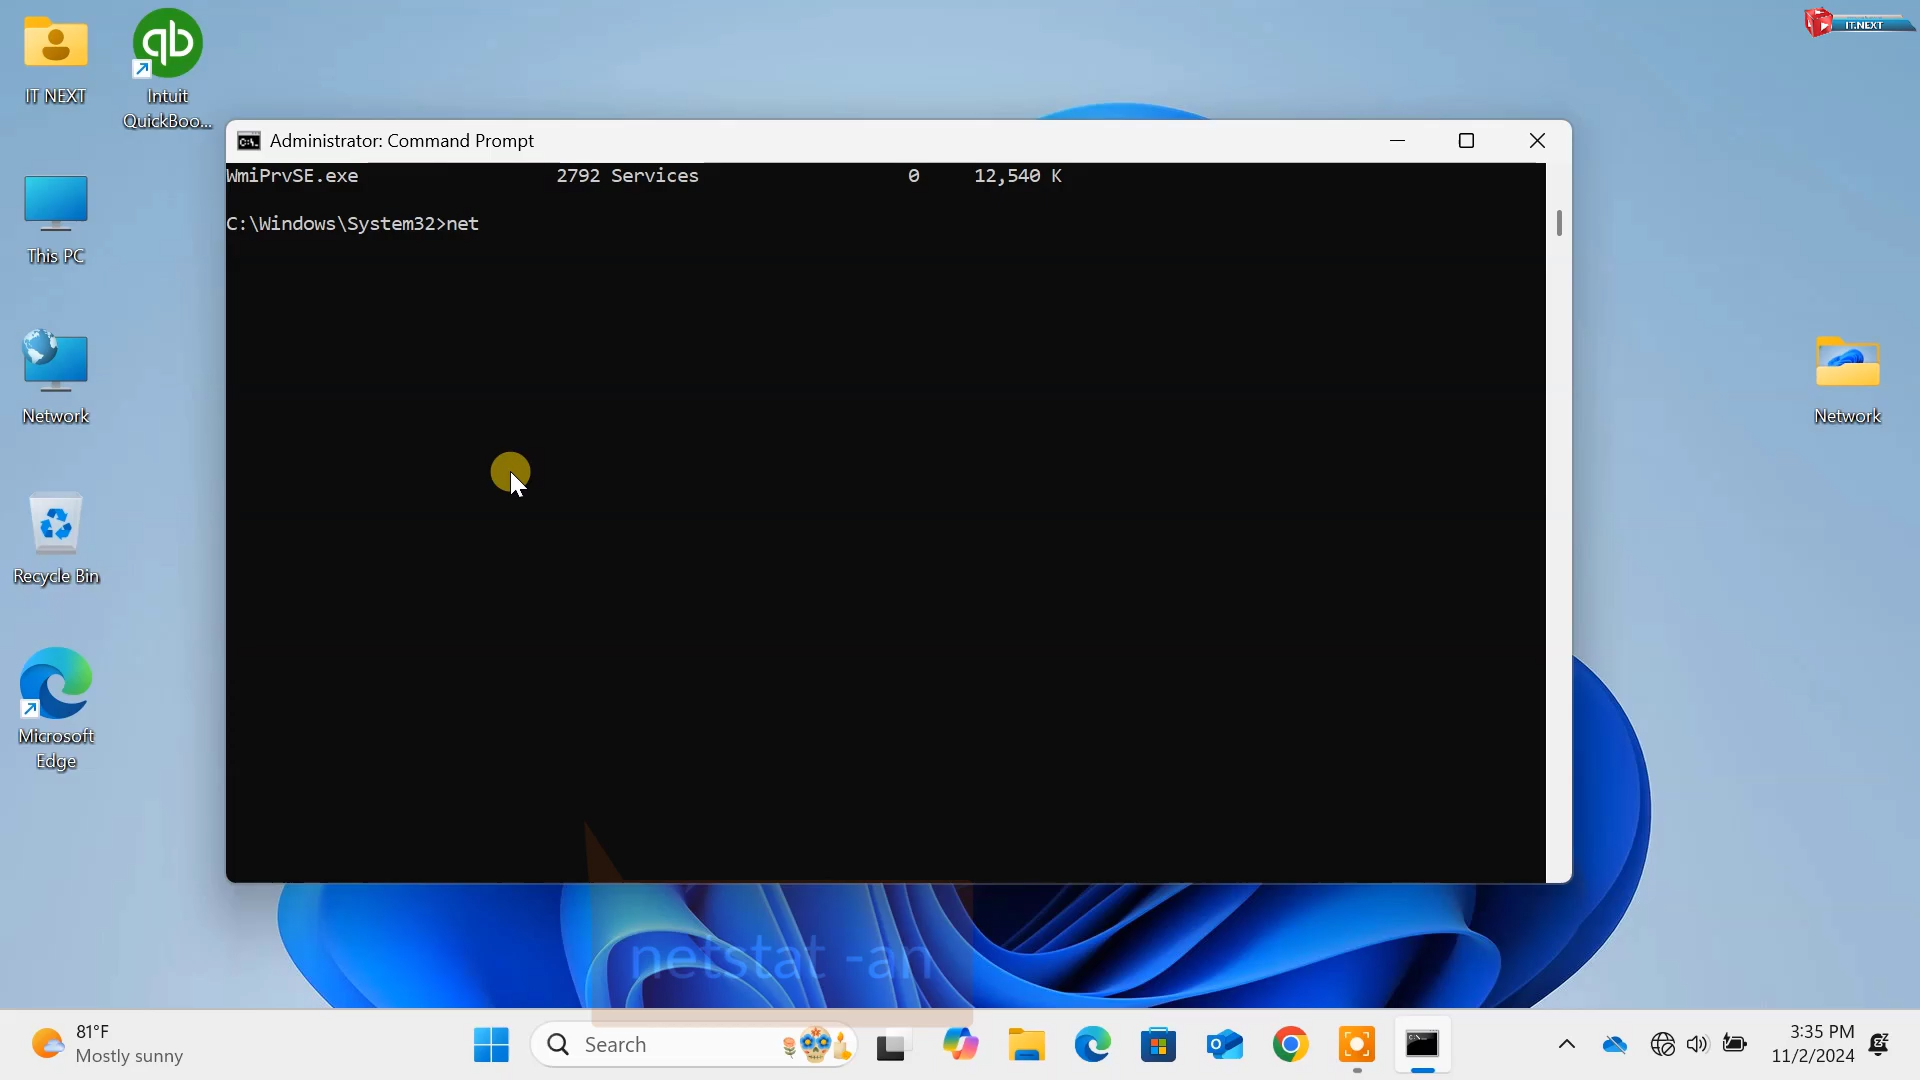 IT.NEXT
IT NEXT
Intuit
QuickBoo...
Administrator: Command Prompt
WmiPrvSE.exe 2792 Services 0 12,540 K
C:\Windows\System32>net
This PC
Network
Network
Recycle Bin
Microsoft
Edge
netstat -an
81°F
Mostly sunny
Search
3:35 PM
11/2/2024